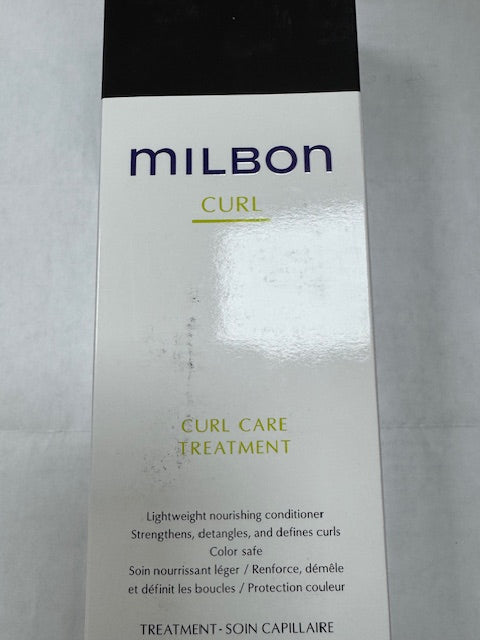 milbon
CURL
CURL CARE
TREATMENT
Lightweight nourishing conditioner
Strengthens, detangles, and defines curls
Color safe
Soin nourrissant léger / Renforce, démêle
et définit les boucles / Protection couleur
TREATMENT - SOIN CAPILLAIRE